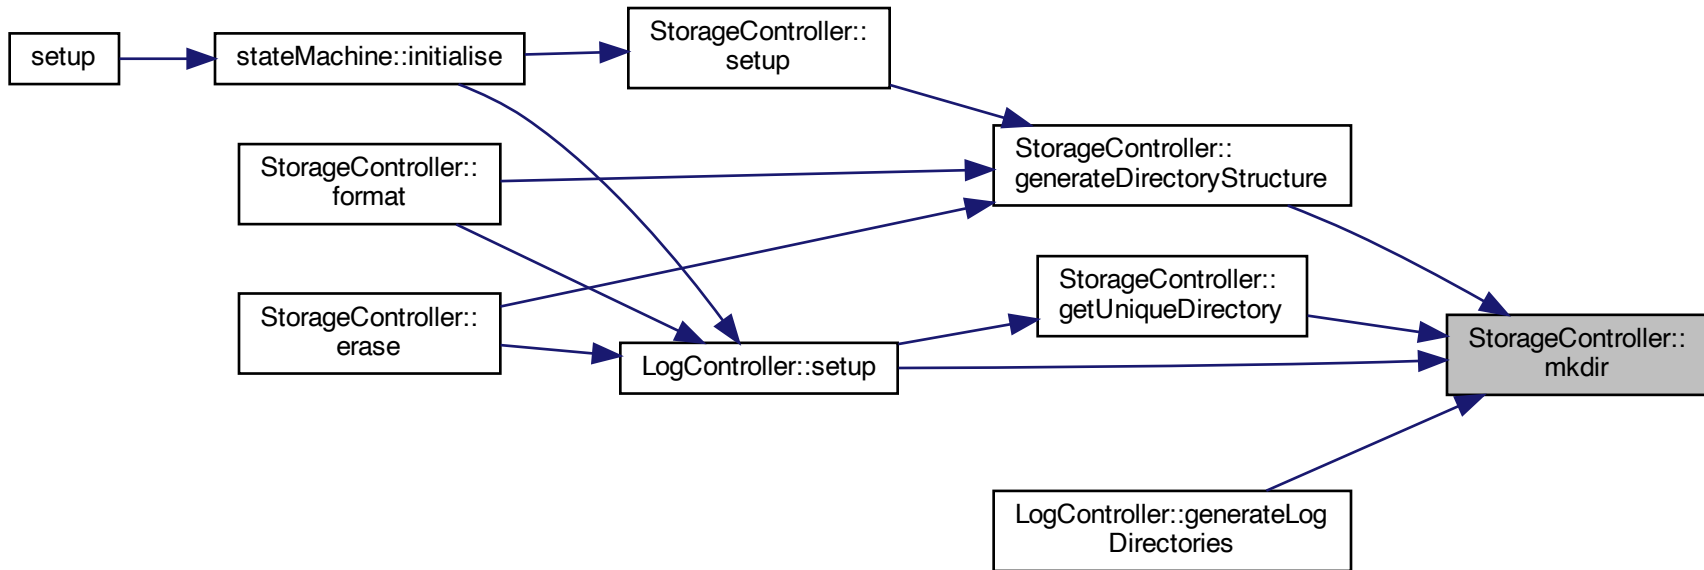 setup
stateMachine::initialise
StorageController::
setup
StorageController::
format
StorageController::
generateDirectoryStructure
StorageController::
getUniqueDirectory
StorageController::
erase
LogController::setup
StorageController::
mkdir
LogController::generateLog
Directories